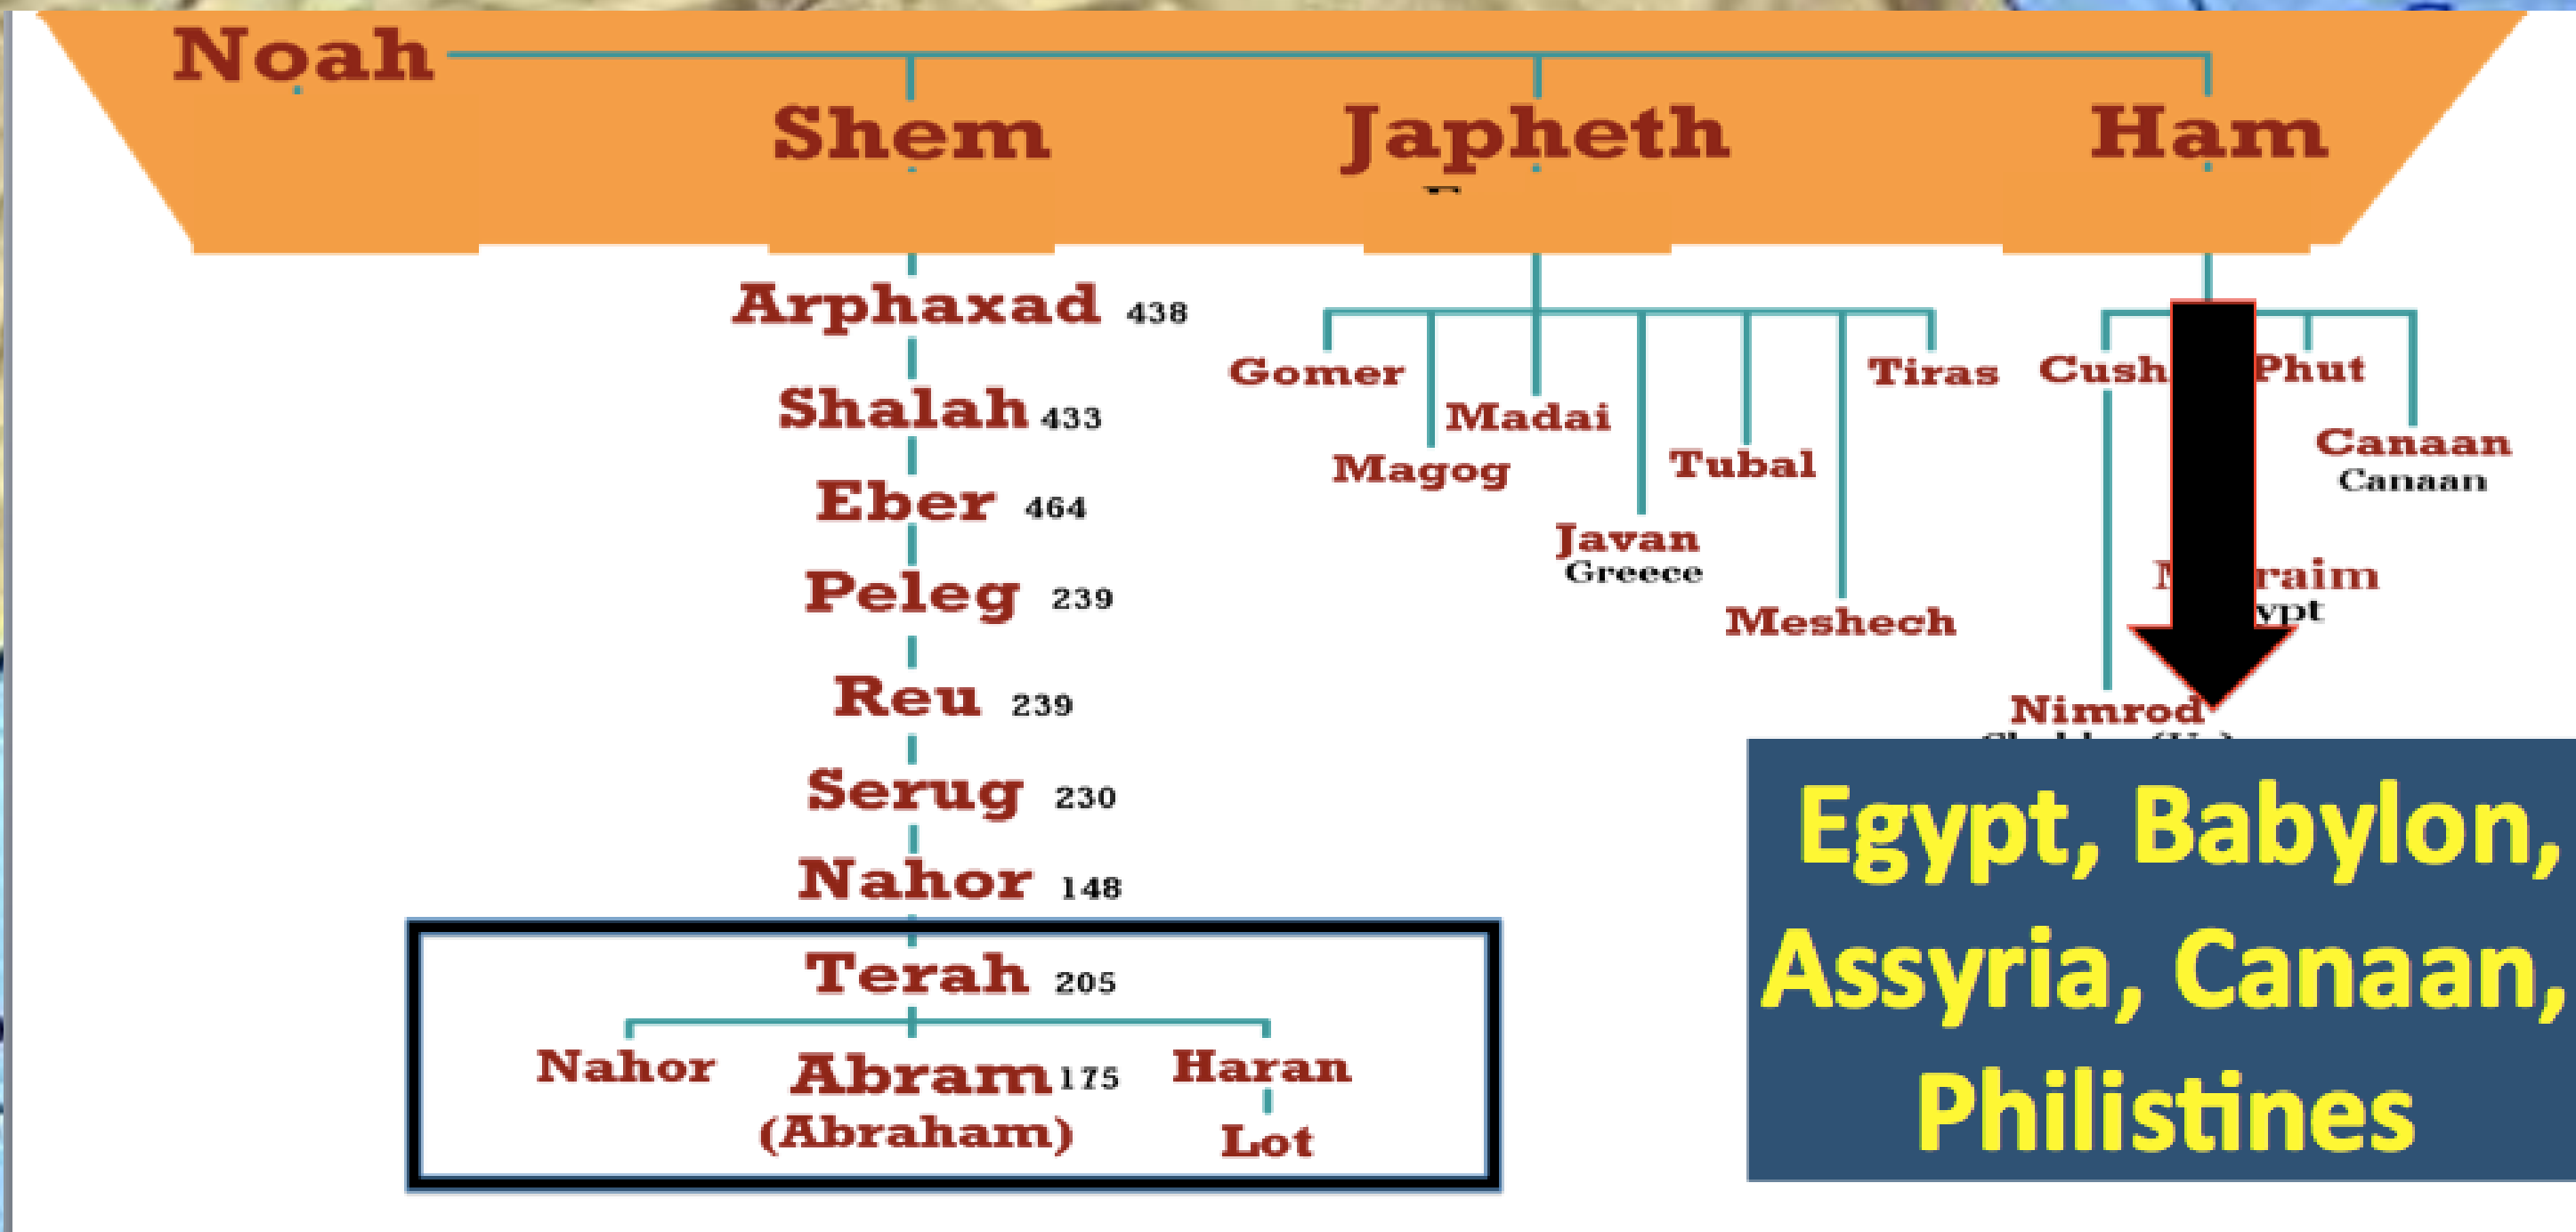 Noah
Shem
Japheth
Ham
Arphaxad 438
Shalah 433
Eber 464
Peleg 239
Reu 239
Serug 230
Nahor 148
Terah 205
Nahor
Abram 175
(Abraham)
Haran
Lot
Gomer
Magog
Madai
Javan
Greece
Tubal
Meshech
Tiras
Cush
Phut
Canaan
Canaan
raim
ypt
Nimrod
Egypt, Babylon,
Assyria, Canaan,
Philistines